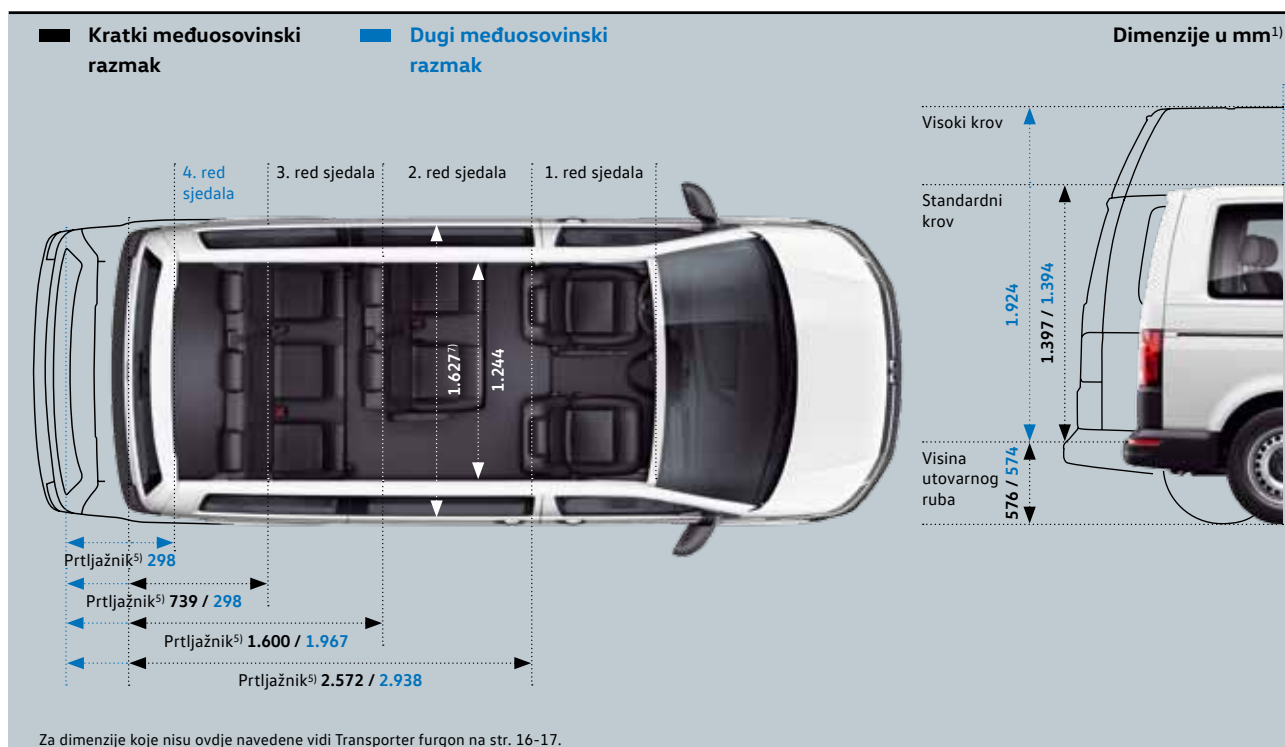 Kratki međuosovinski
razmak
Dugi međuosovinski
razmak
Dimenzije u mm1)
4. red
sjedala
3. red sjedala
2. red sjedala
1. red sjedala
1.6277)
1.244
Prtljažnik5) 298
Prtljažnik5) 739 / 298
Prtljažnik5) 1.600 / 1.967
Prtljažnik5) 2.572 / 2.938
Visoki krov
Standardni
krov
1.924
1.397 / 1.394
Visina
utovarnog
ruba
576 / 574
Za dimenzije koje nisu ovdje navedene vidi Transporter furgon na str. 16-17.